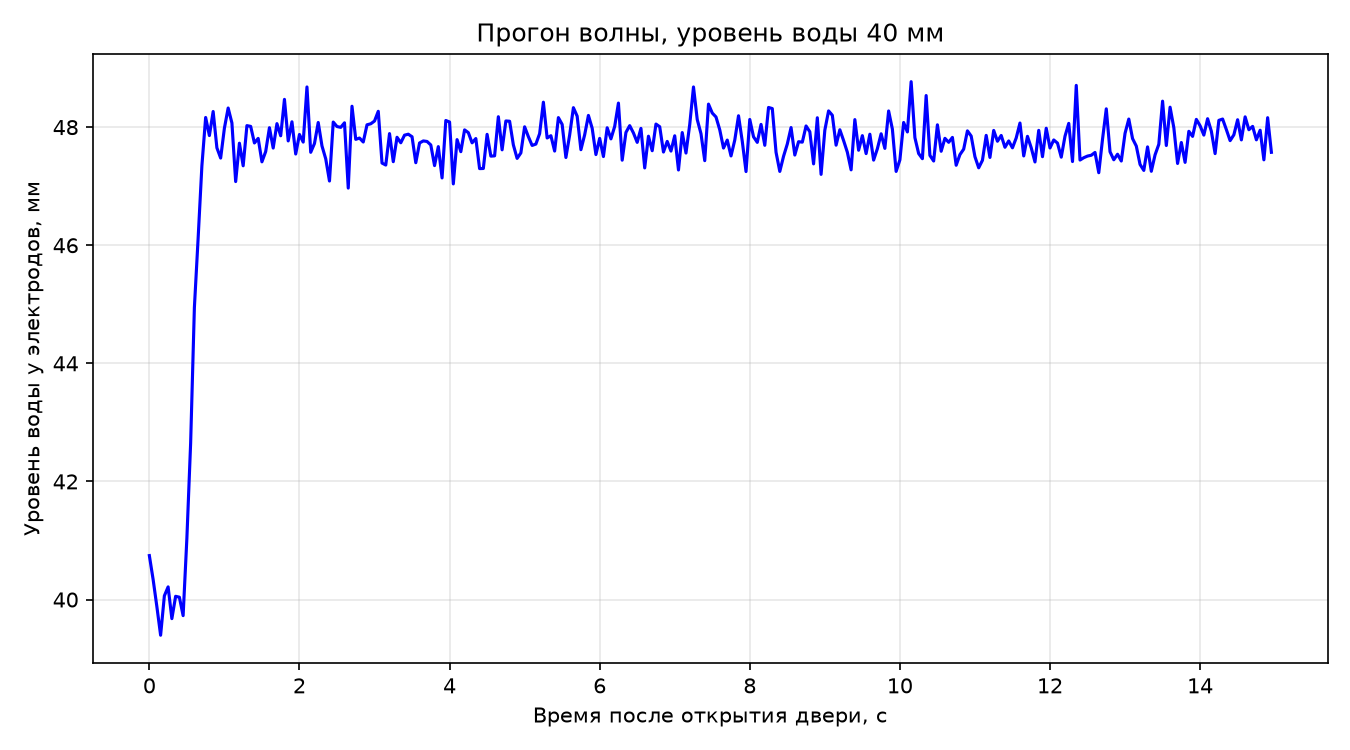 Прогон волны, уровень воды 40 мм
Уровень воды у электродов, мм
48
46
44
42
40
0 2 4 6 8 10 12 14
Время после открытия двери, с